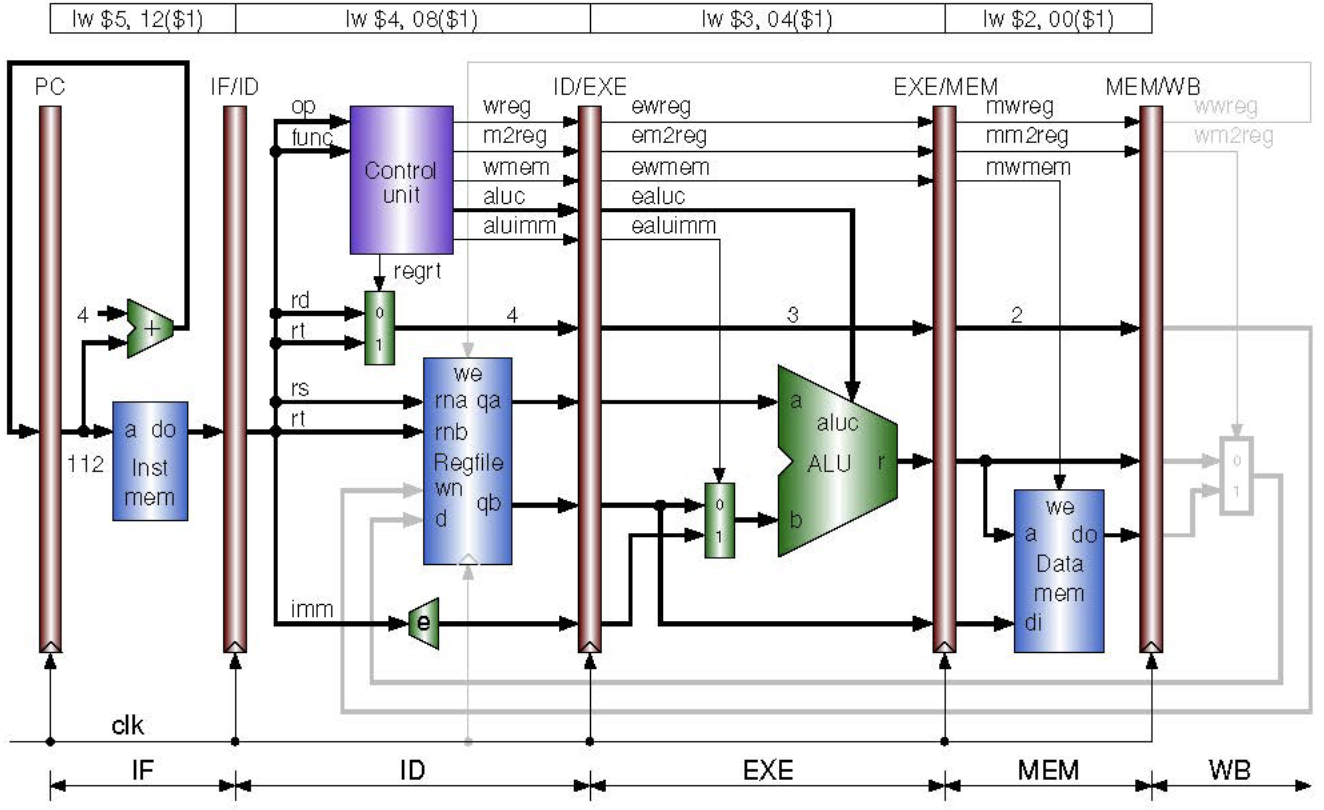 lw $5, 12($1) lw $4, 08($1) lw $3, 04($1) lw $2, 00($1)
PC IF/ID ID/EXE EXE/MEM MEM/WB
op wreg ewreg mwreg wwreg
func m2reg em2reg mm2reg wm2reg
Control unit
wmem ewmem mwmem
aluc ealuc
aluimm ealuimm
regrt
4 +
rd 0
rt 1
4 3 2
we
rs rna qa a
aluc
rt rnb
a do
112 Inst mem
Regfile
wn qb
d
ALU r
0
1
b
0
1
we
a do
Data mem
di
imm e
clk
IF ID EXE MEM WB